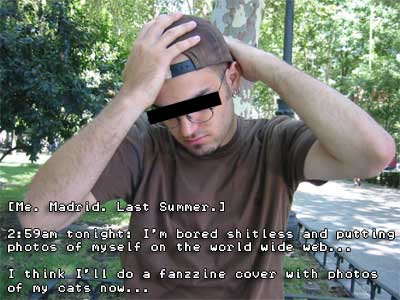 [Me. Madrid. Last Summer.]
2:59am tonight: I'm bored shitless and putting
photos of myself on the world wide web...
I think I'll do a fanzzine cover with photos
of my cats now...